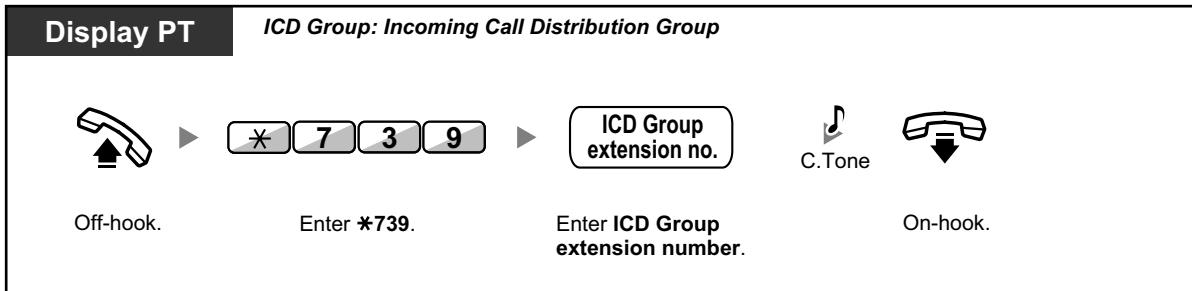 Display PT
ICD Group: Incoming Call Distribution Group
✳ 7 3 9
ICD Group
extension no.
C.Tone
Off-hook.
Enter ✳739.
Enter ICD Group
extension number.
On-hook.